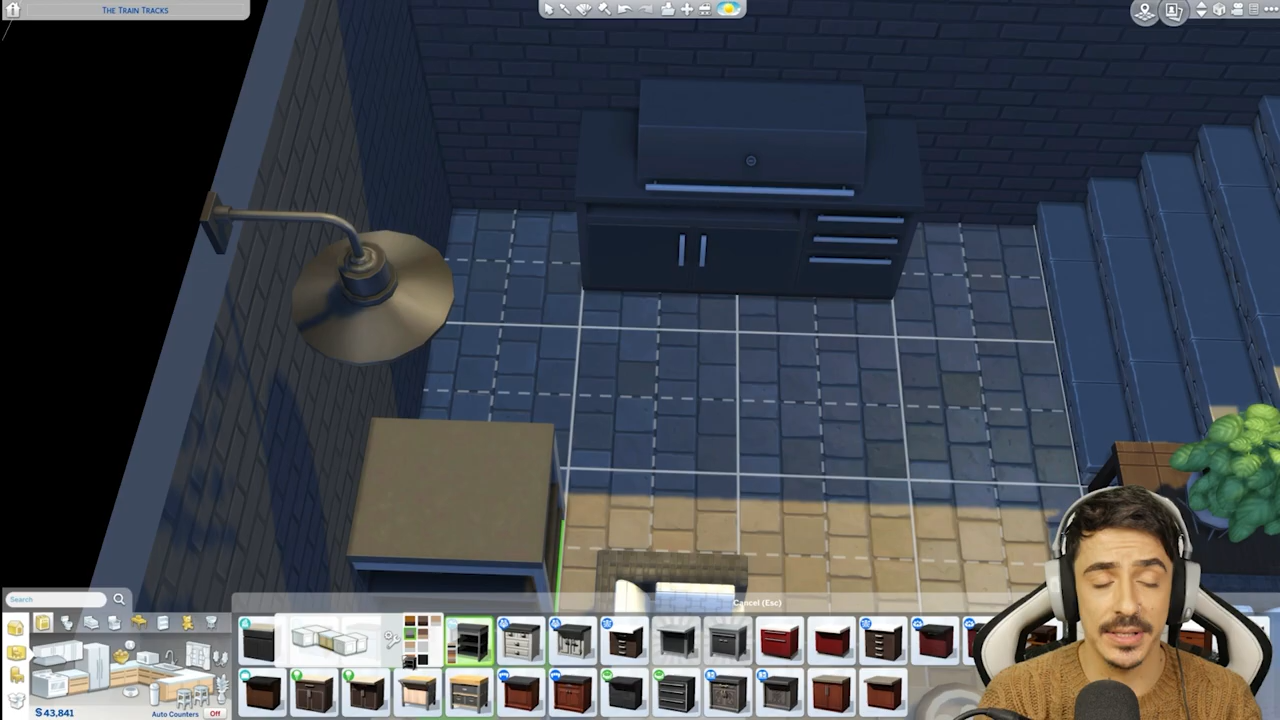 THE TRAIN TRACKS
Cancel (Esc)
Search
§43,841
Auto Counters Off